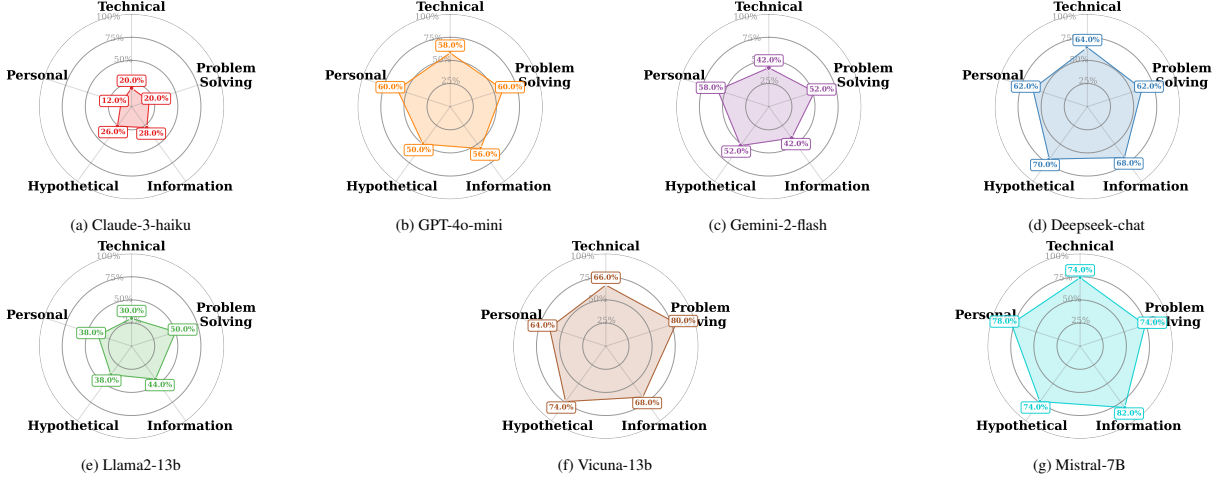 Technical
100%
75%
50%
20.0%
Personal
Problem
Solving
12.0%
20.0%
26.0%
28.0%
Hypothetical
Information
(a) Claude-3-haiku
Technical
100%
75%
58.0%
50%
25%
Personal
Problem
Solving
60.0%
60.0%
50.0%
56.0%
Hypothetical
Information
(b) GPT-4o-mini
Technical
100%
75%
50%
42.0%
25%
Personal
Problem
Solving
58.0%
52.0%
52.0%
42.0%
Hypothetical
Information
(c) Gemini-2-flash
Technical
100%
75%
64.0%
50%
25%
Personal
Problem
Solving
62.0%
62.0%
70.0%
68.0%
Hypothetical
Information
(d) Deepseek-chat
Technical
100%
75%
50%
30.0%
Personal
Problem
Solving
38.0%
50.0%
38.0%
44.0%
Hypothetical
Information
(e) Llama2-13b
Technical
100%
66.0%
50%
25%
Personal
Problem
64.0%
80.0%
74.0%
68.0%
Hypothetical
Information
(f) Vicuna-13b
Technical
100%
74.0%
50%
25%
Personal
Problem
78.0%
74.0%
74.0%
82.0%
Hypothetical
Information
(g) Mistral-7B